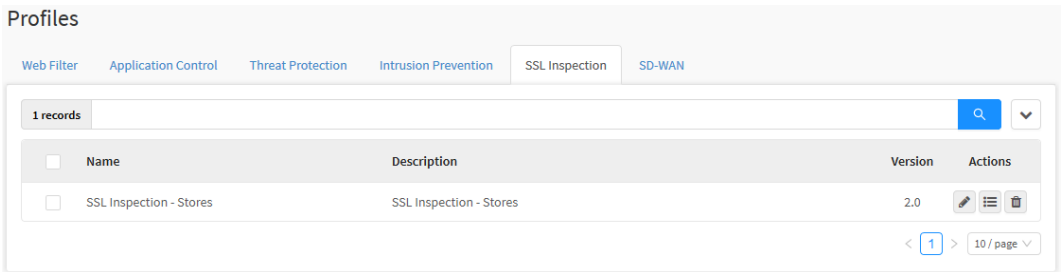 Profiles
Web Filter Application Control Threat Protection Intrusion Prevention SSL Inspection SD-WAN
1 records
Name Description Version Actions
SSL Inspection - Stores SSL Inspection - Stores 2.0
< 1 > 10 / page